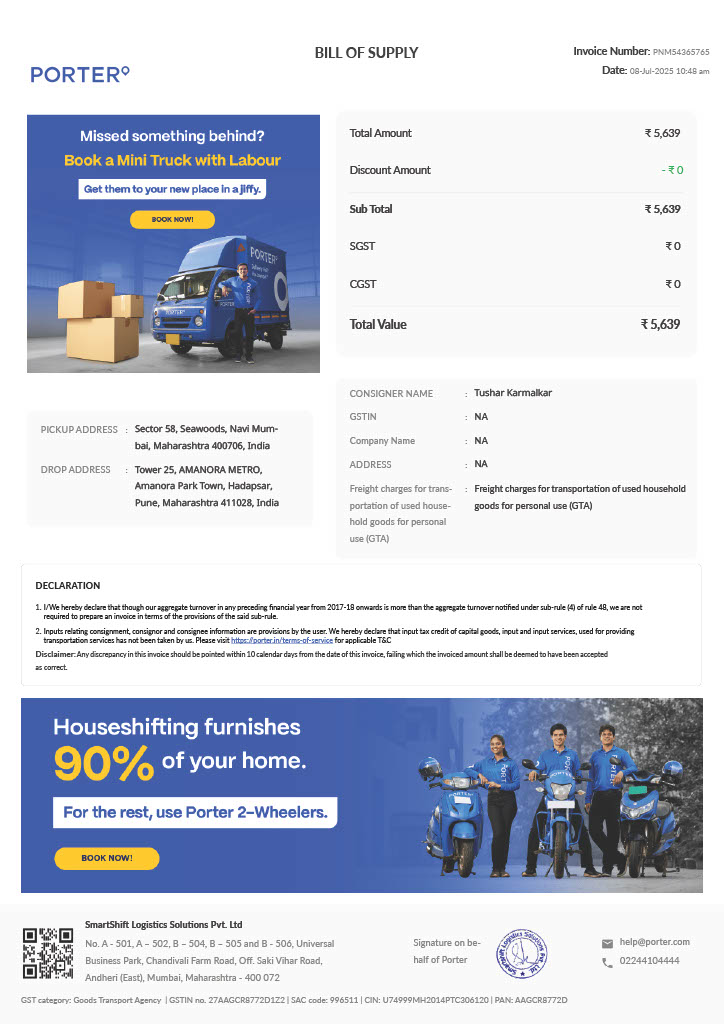 BILL OF SUPPLY
Invoice Number: PNM54365765
Date: 08-Jul-2025 10:48 am
PORTER
Missed something behind?
Book a Mini Truck with Labour
Get them to your new place in a jiffy.
BOOK NOW!
PORTER
PORTER
Total Amount ₹ 5,639
Discount Amount - ₹ 0
Sub Total ₹ 5,639
SGST ₹ 0
CGST ₹ 0
Total Value ₹ 5,639
PICKUP ADDRESS : Sector 58, Seawoods, Navi Mum-
bai, Maharashtra 400706, India
DROP ADDRESS : Tower 25, AMANORA METRO,
Amanora Park Town, Hadapsar,
Pune, Maharashtra 411028, India
CONSIGNER NAME : Tushar Karmalkar
GSTIN : NA
Company Name : NA
ADDRESS : NA
Freight charges for trans- : Freight charges for transportation of used household
portation of used house- goods for personal use (GTA)
hold goods for personal
use (GTA)
DECLARATION
1. I/We hereby declare that though our aggregate turnover in any preceding financial year from 2017-18 onwards is more than the aggregate turnover notified under sub-rule (4) of rule 48, we are not
required to prepare an invoice in terms of the provisions of the said sub-rule.
2. Inputs relating consignment, consignor and consignee information are provisions by the user. We hereby declare that input tax credit of capital goods, input and input services, used for providing
transportation services has not been taken by us. Please visit https://porter.in/terms-of-service for applicable T&C
Disclaimer: Any discrepancy in this invoice should be pointed within 10 calendar days from the date of this invoice, failing which the invoiced amount shall be deemed to have been accepted
as correct.
Houseshifting furnishes
90% of your home.
For the rest, use Porter 2-Wheelers.
BOOK NOW!
SmartShift Logistics Solutions Pvt. Ltd
No. A - 501, A – 502, B – 504, B – 505 and B - 506, Universal
Business Park, Chandivali Farm Road, Off. Saki Vihar Road,
Andheri (East), Mumbai, Maharashtra - 400 072
Signature on be-
half of Porter
SmartShift Logistics Solutions Pvt. Ltd.
help@porter.com
02244104444
GST category: Goods Transport Agency | GSTIN no. 27AAGCR8772D1Z2 | SAC code: 996511 | CIN: U74999MH2014PTC306120 | PAN: AAGCR8772D